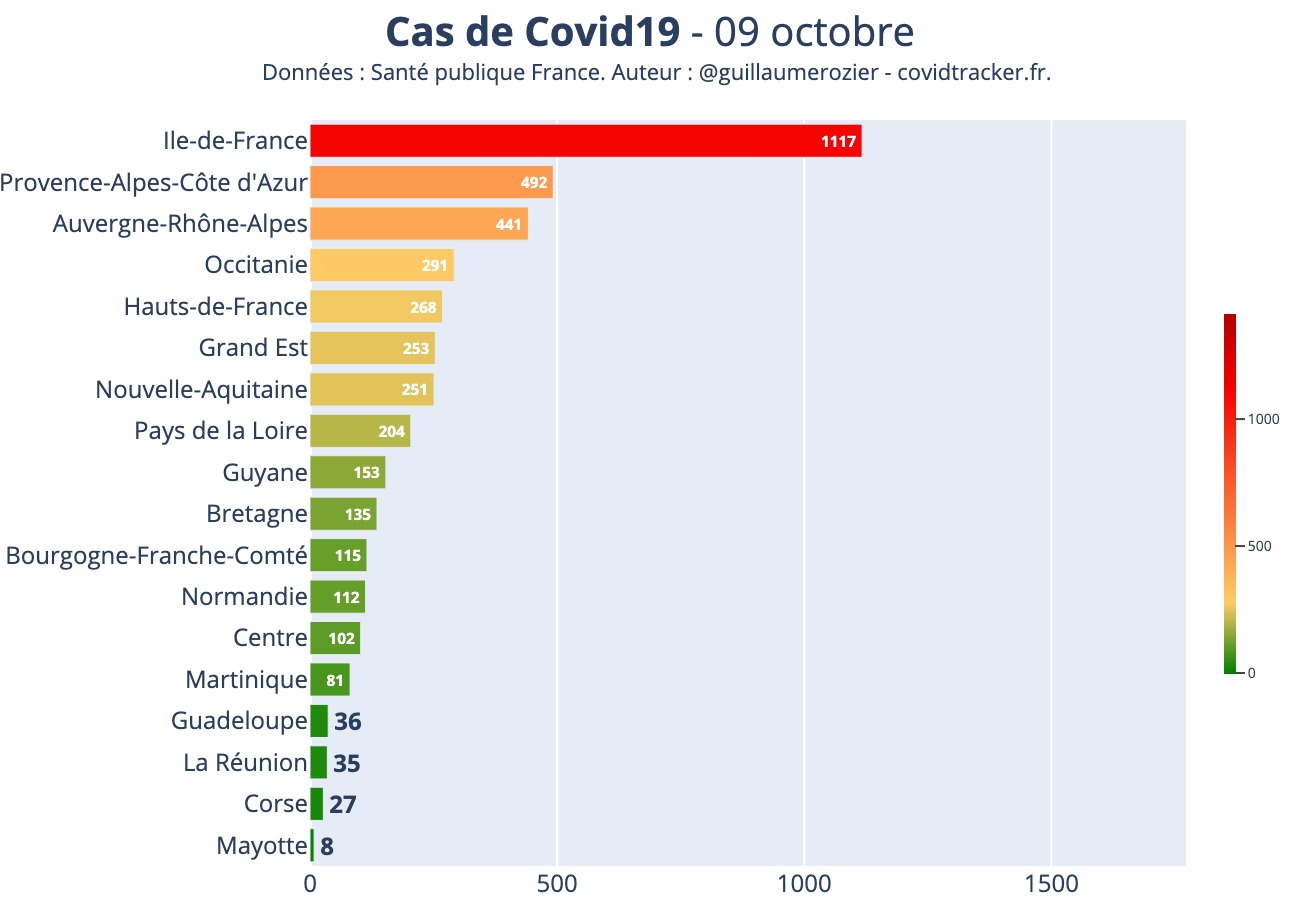 Cas de Covid19 - 09 octobre
Données : Santé publique France. Auteur : @guillaumerozier - covidtracker.fr.
Ile-de-France 1117
Provence-Alpes-Côte d'Azur 492
Auvergne-Rhône-Alpes 441
Occitanie 291
Hauts-de-France 268
Grand Est 253
Nouvelle-Aquitaine 251
Pays de la Loire 204
Guyane 153
Bretagne 135
Bourgogne-Franche-Comté 115
Normandie 112
Centre 102
Martinique 81
Guadeloupe 36
La Réunion 35
Corse 27
Mayotte 8
0 500 1000 1500
1000
500
0